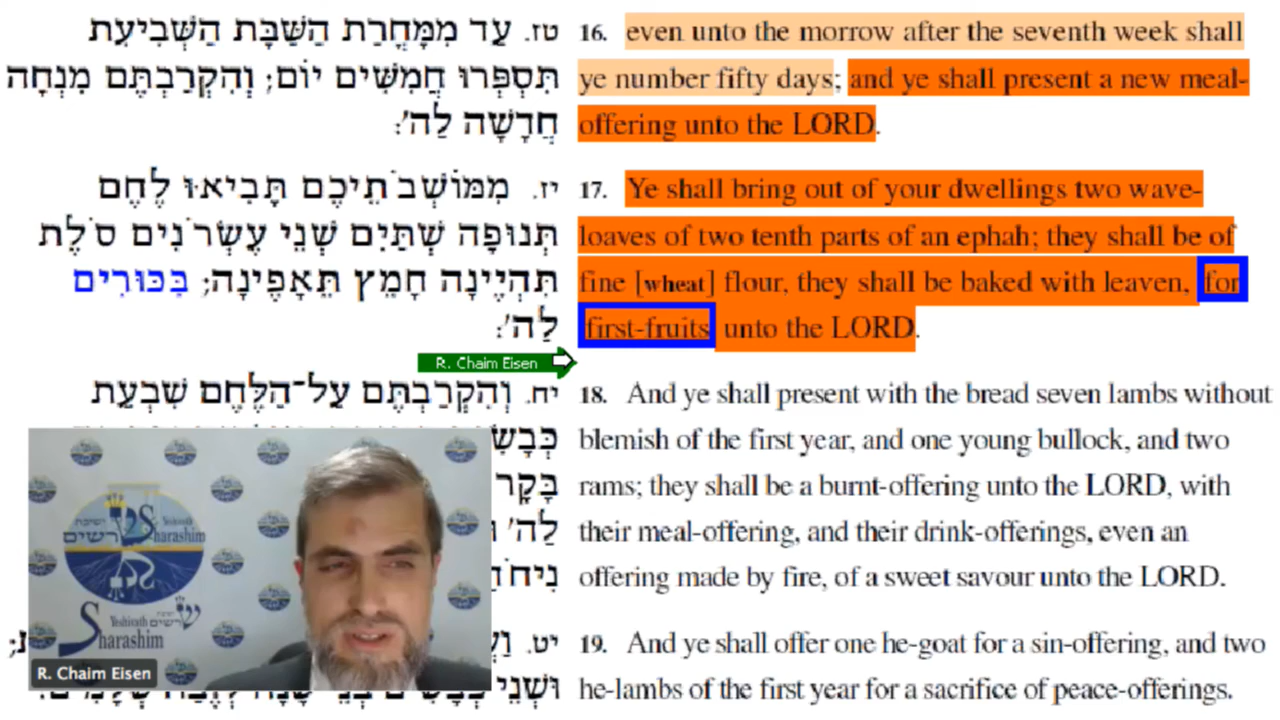 טז. עַד מִמָּחֳרַת הַשַּׁבָּת הַשְּׁבִיעִת
תִּסְפְּרוּ חֲמִשִּׁים יוֹם; וְהִקְרַבְתֶּם מִנְחָה
חֲדָשָׁה לַה':
16. even unto the morrow after the seventh week shall
ye number fifty days; and ye shall present a new meal-
offering unto the LORD.
יז. מִמּוֹשְׁבֹתֵיכֶם תָּבִיאוּ לֶחֶם
תְּנוּפָה שְׁתַּיִם שְׁנֵי עֶשְׂרֹנִים סֹלֶת
תִּהְיֶינָה חָמֵץ תֵּאָפֶינָה; בִּכּוּרִים
לַה':
17. Ye shall bring out of your dwellings two wave-
loaves of two tenth parts of an ephah; they shall be of
fine [wheat] flour, they shall be baked with leaven, for
first-fruits unto the LORD.
R. Chaim Eisen
יח. וְהִקְרַבְתֶּם עַל־הַלֶּחֶם שִׁבְעַת
בָּקָר
לַה'
18. And ye shall present with the bread seven lambs without
blemish of the first year, and one young bullock, and two
rams; they shall be a burnt-offering unto the LORD, with
their meal-offering, and their drink-offerings, even an
offering made by fire, of a sweet savour unto the LORD.
יט.
וּשְׁנֵי
19. And ye shall offer one he-goat for a sin-offering, and two
he-lambs of the first year for a sacrifice of peace-offerings.
ישיבת שרשים
Yeshivath Sharashim
Yeshivath Sharashim
R. Chaim Eisen